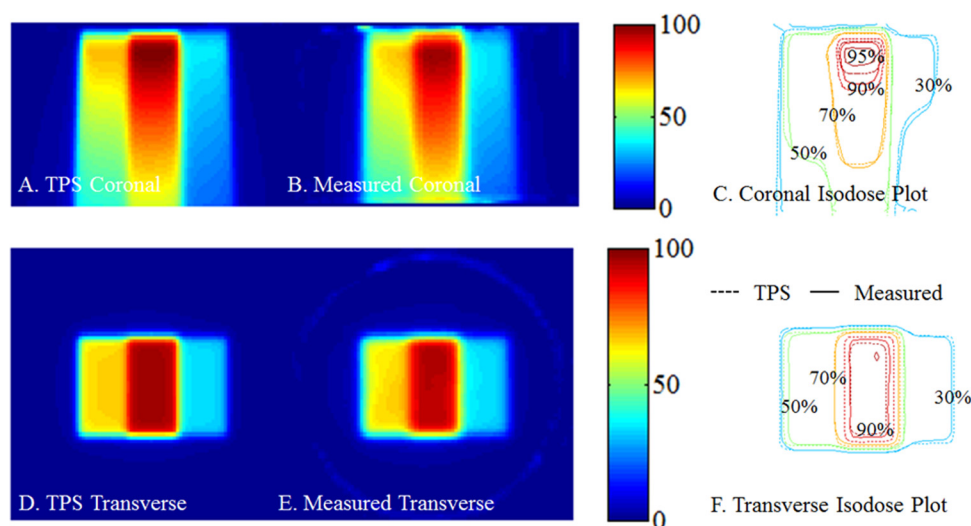 100
50
0
A. TPS Coronal
B. Measured Coronal
95%
90%
30%
70%
50%
C. Coronal Isodose Plot
100
50
0
D. TPS Transverse
E. Measured Transverse
TPS
Measured
70%
50%
30%
90%
F. Transverse Isodose Plot